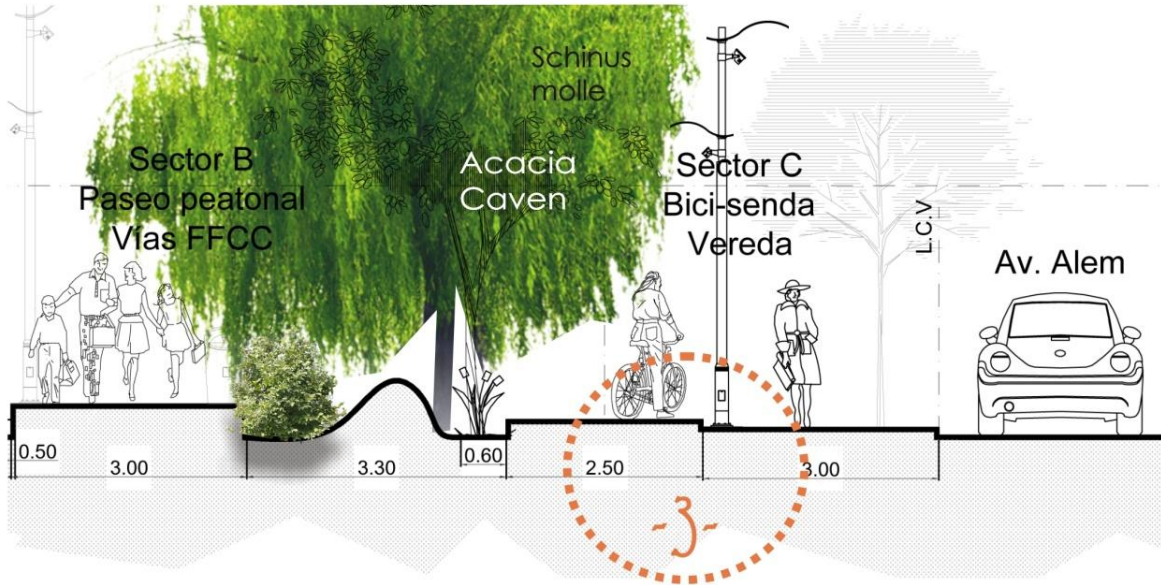 Schinus
molle
Sector B
Paseo peatonal
Vías FFCC
Acacia
Caven
Sector C
Bici-senda
Vereda
L.C.V
Av. Alem
0.50
3.00
3.30
0.60
2.50
3.00
-3-